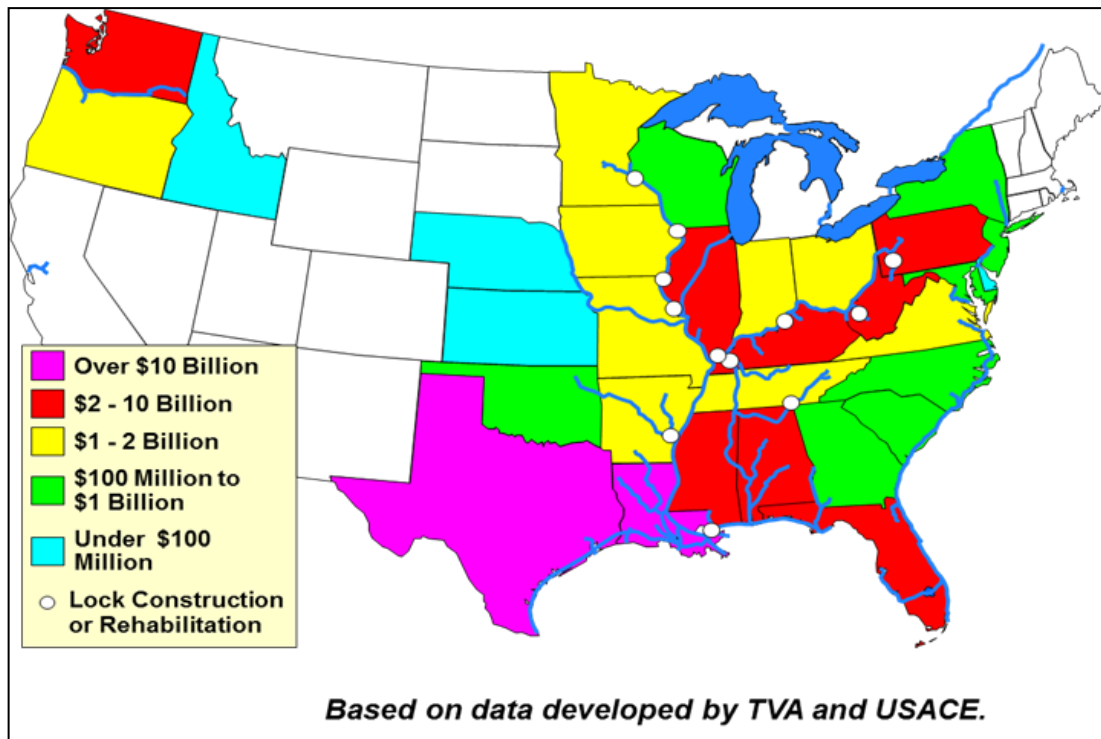 Over $10 Billion
$2 - 10 Billion
$1 - 2 Billion
$100 Million to
$1 Billion
Under $100
Million
Lock Construction
or Rehabilitation
Based on data developed by TVA and USACE.